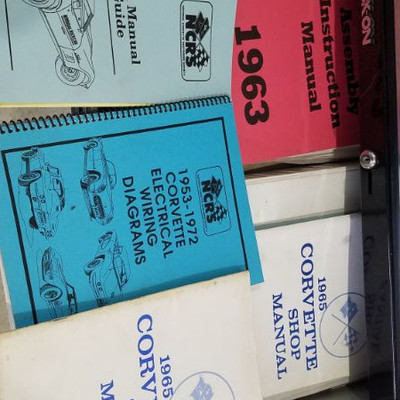 Manual
Guide
NCRS
1963
Assembly
Instruction
Manual
NCRS
1953-1972
CORVETTE
ELECTRICAL
WIRING
DIAGRAMS
1965
CORVETTE
SHOP
MANUAL
1965
CORV
M